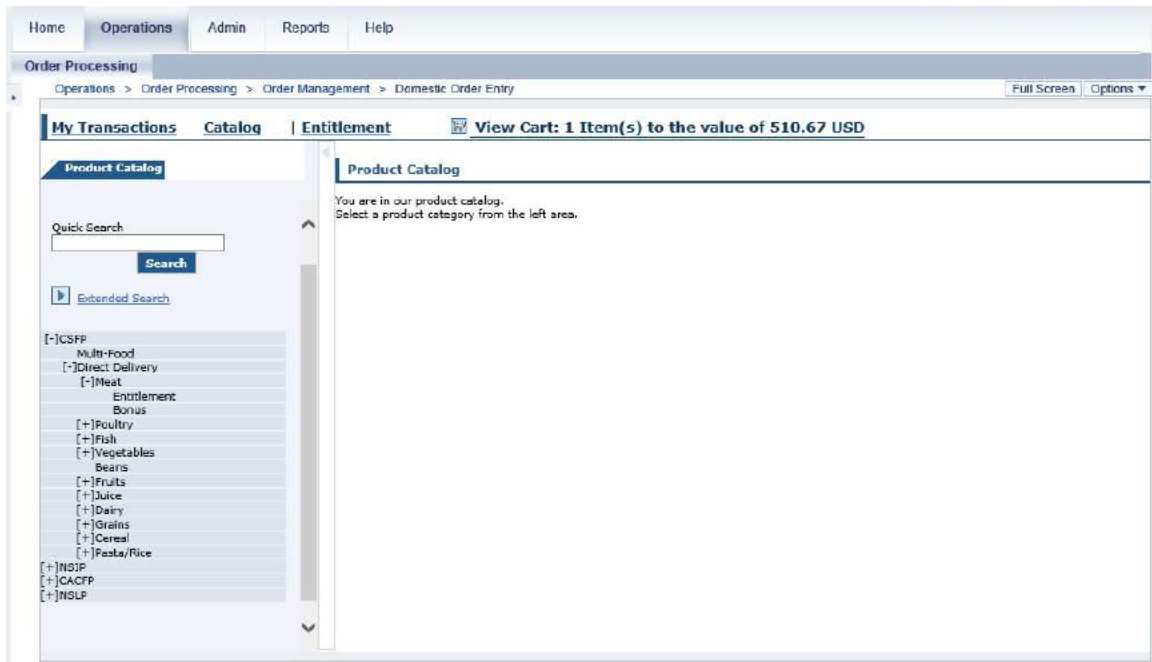 Home Operations Admin Reports Help
Order Processing
Operations > Order Processing > Order Management > Domestic Order Entry Full Screen Options
My Transactions Catalog | Entitlement View Cart: 1 Item(s) to the value of 510.67 USD
Product Catalog
Product Catalog
You are in our product catalog.
Select a product category from the left area.
Quick Search
Search
Extended Search
[-]CSFP
Multi-Food
[-]Direct Delivery
[-]Meat
Entitlement
Bonus
[+]Poultry
[+]Fish
[+]Vegetables
Beans
[+]Fruits
[+]Juice
[+]Dairy
[+]Grains
[+]Cereal
[+]Pasta/Rice
[+]NSIP
[+]CACFP
[+]NSLP